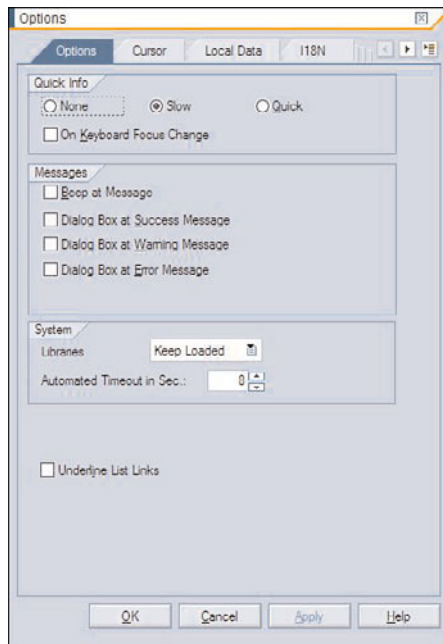 Options
Options Cursor Local Data I18N
Quick Info
None Slow Quick
On Keyboard Focus Change
Messages
Beep at Message
Dialog Box at Success Message
Dialog Box at Warning Message
Dialog Box at Error Message
System
Libraries Keep Loaded
Automated Timeout in Sec.:
Underline List Links
OK Cancel Apply Help